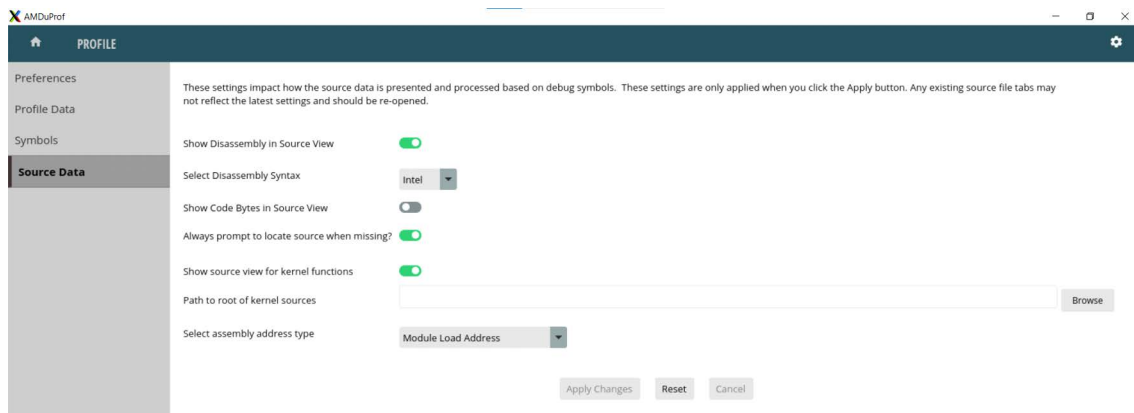 AMDuProf
PROFILE
Preferences
Profile Data
Symbols
Source Data
These settings impact how the source data is presented and processed based on debug symbols. These settings are only applied when you click the Apply button. Any existing source file tabs may
not reflect the latest settings and should be re-opened.
Show Disassembly in Source View
Select Disassembly Syntax
Intel
Show Code Bytes in Source View
Always prompt to locate source when missing?
Show source view for kernel functions
Path to root of kernel sources
Browse
Select assembly address type
Module Load Address
Apply Changes
Reset
Cancel